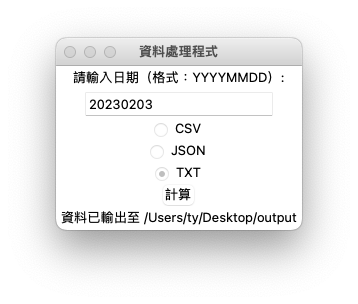 資料處理程式
請輸入日期（格式：YYYYMMDD）:
20230203
CSV
JSON
TXT
計算
資料已輸出至 /Users/ty/Desktop/output